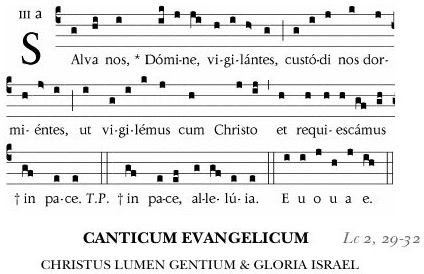 III a
SAlva nos, * Dómi-ne, vi-gi-lántes, custó-di nos dor-
mi-éntes, ut vi-gi-lémus cum Christo et requi-escámus
† in pa-ce. T.P. † in pa-ce, al-le-lú-ia. E u o u a e.
CANTICUM EVANGELICUM Lc 2, 29-32
CHRISTUS LUMEN GENTIUM & GLORIA ISRAEL